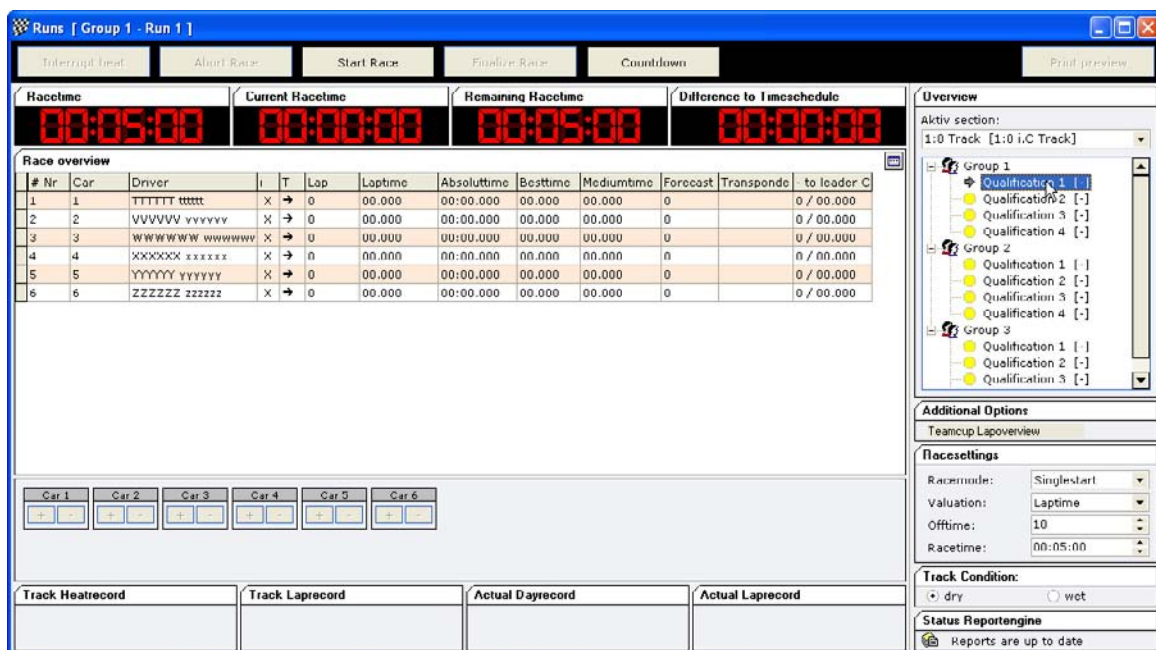 Runs [ Group 1 - Run 1 ]
Interrupt heat Abort Race Start Race Finalize Race Countdown Print preview
Racetime Current Racetime Remaining Racetime Difference to Timeschedule
00:05:00 00:00:00 00:05:00 00:00:00
Race overview
# Nr Car Driver i T Lap Laptime Absoluttime Besttime Mediumtime Forecast Transponde - to leader C
1 1 TTTTTT tttttt X → 0 00.000 00:00.000 00.000 00.000 0 0 / 00.000
2 2 VVVVVV vvvvvv X → 0 00.000 00:00.000 00.000 00.000 0 0 / 00.000
3 3 WWWWWW wwwwww X → 0 00.000 00:00.000 00.000 00.000 0 0 / 00.000
4 4 XXXXXX xxxxxx X → 0 00.000 00:00.000 00.000 00.000 0 0 / 00.000
5 5 YYYYYY yyyyyy X → 0 00.000 00:00.000 00.000 00.000 0 0 / 00.000
6 6 ZZZZZZ zzzzzz X → 0 00.000 00:00.000 00.000 00.000 0 0 / 00.000
Car 1 Car 2 Car 3 Car 4 Car 5 Car 6
+ - + - + - + - + - + -
Track Heatrecord Track Laprecord Actual Dayrecord Actual Laprecord
Overview
Aktiv section:
1:8 Track [1:8 i.C Track]
Group 1
Qualification 1 [-]
Qualification 2 [-]
Qualification 3 [-]
Qualification 4 [-]
Group 2
Qualification 1 [-]
Qualification 2 [-]
Qualification 3 [-]
Qualification 4 [-]
Group 3
Qualification 1 [-]
Qualification 2 [-]
Qualification 3 [-]
Additional Options
Teamcup Lapoverview
Racesettings
Racemode: Singlestart
Valuation: Laptime
Offtime: 10
Racetime: 00:05:00
Track Condition:
dry wet
Status Reportengine
Reports are up to date